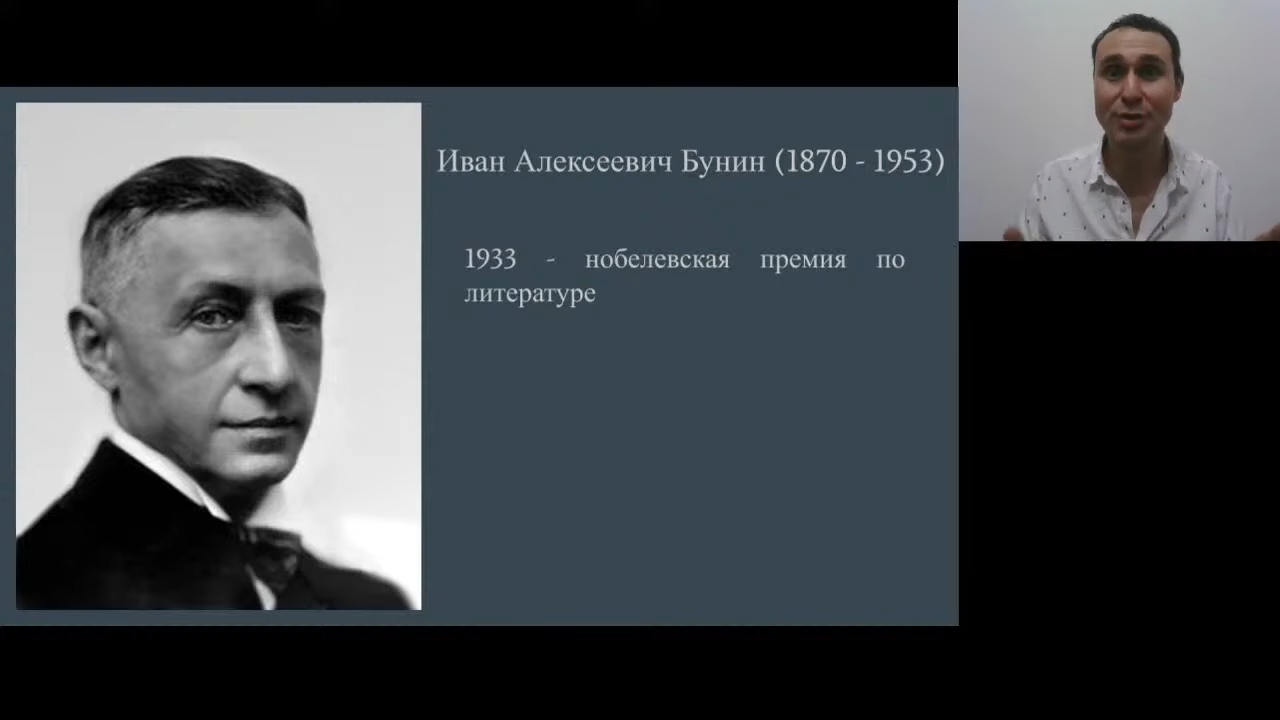 Иван Алексеевич Бунин (1870 - 1953)
1933 - нобелевская премия по
литературе